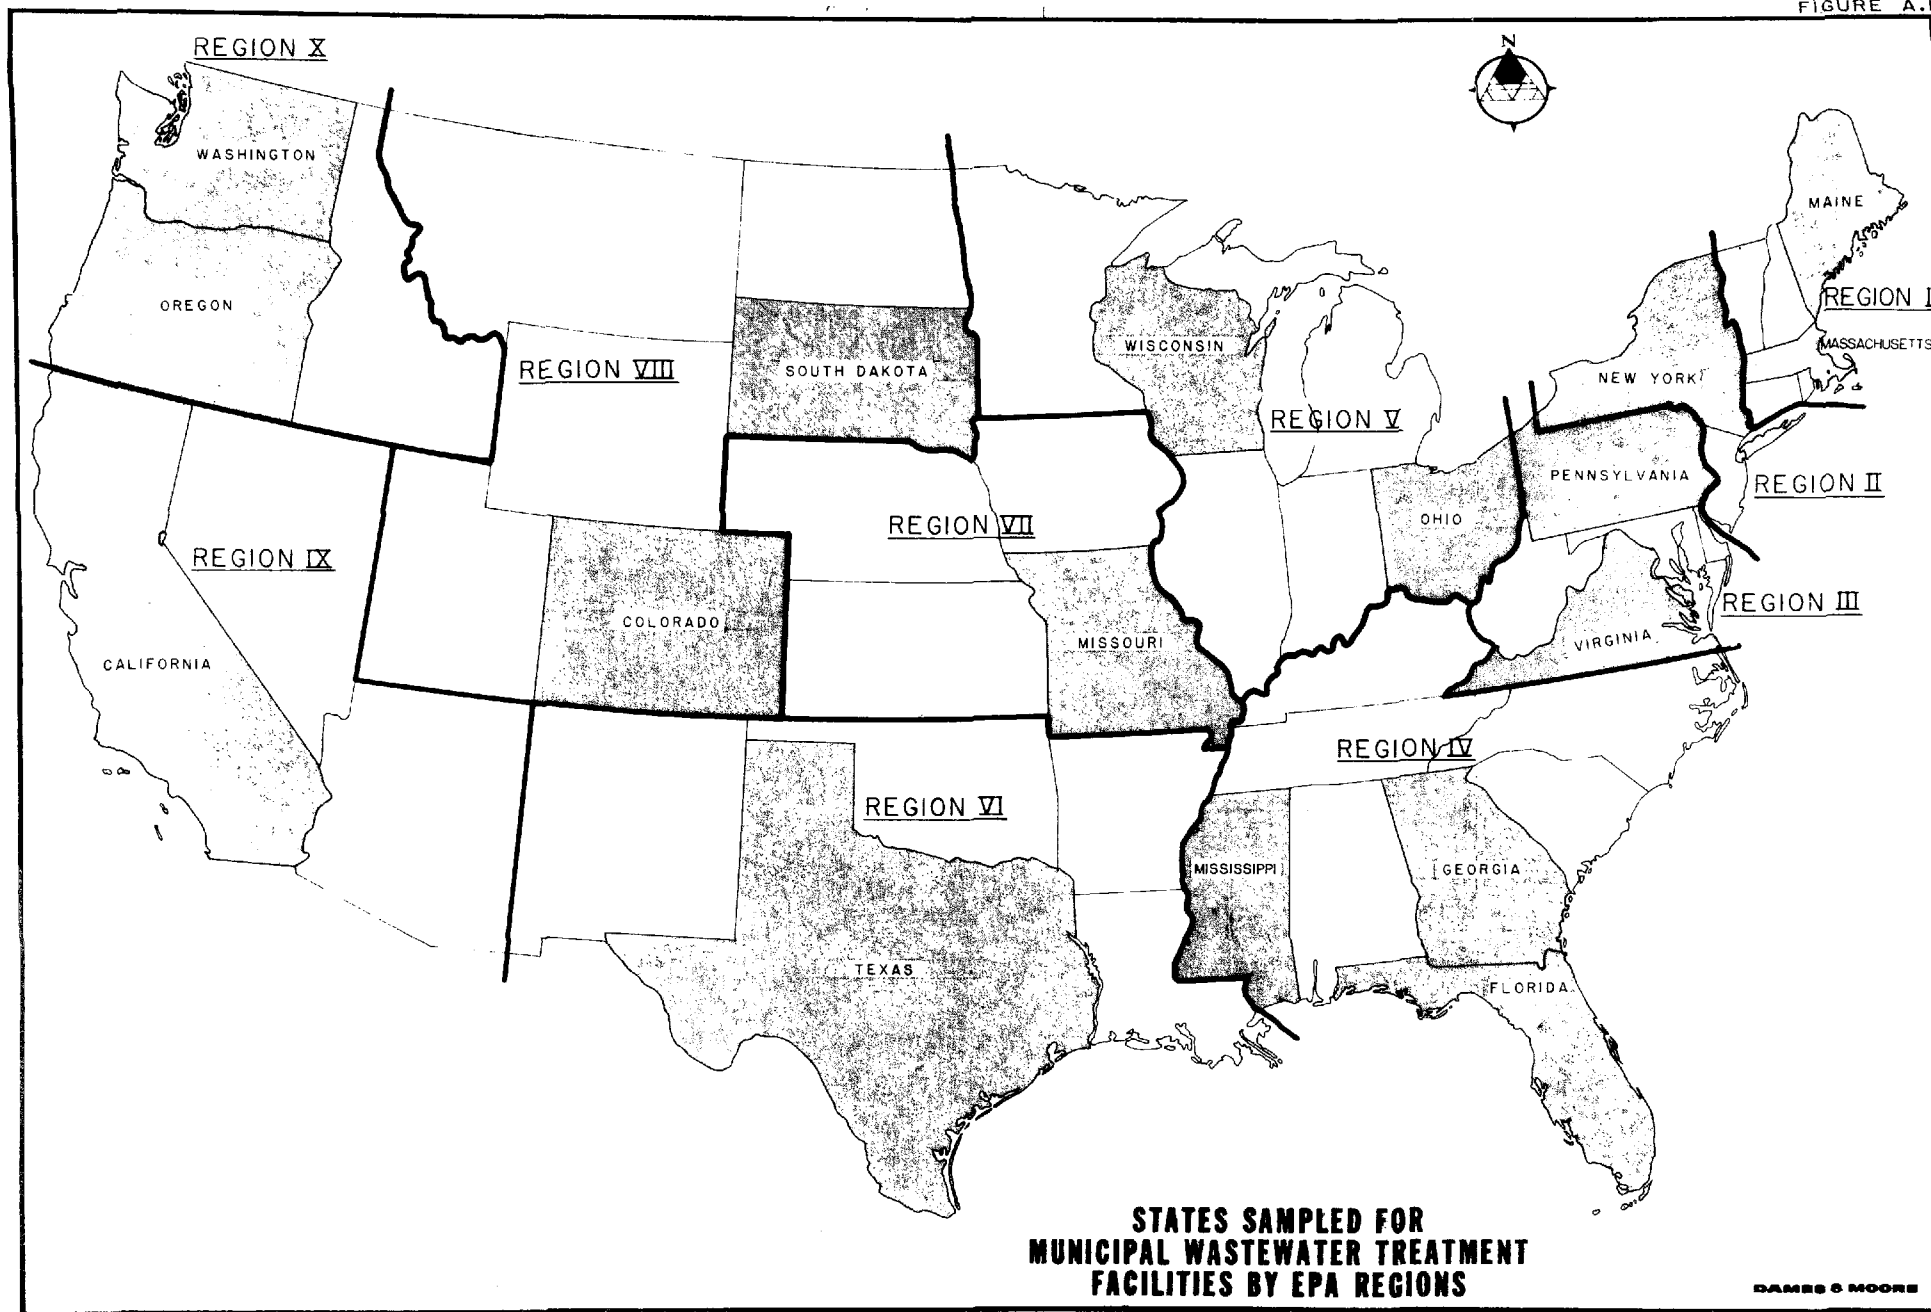 FIGURE A.
REGION X
N
WASHINGTON
MAINE
OREGON
REGION I
WISCONSIN
MASSACHUSETTS
REGION VIII
SOUTH DAKOTA
NEW YORK
REGION V
PENNSYLVANIA
REGION II
OHIO
REGION VII
REGION IX
REGION III
COLORADO
MISSOURI
VIRGINIA
CALIFORNIA
REGION IV
REGION VI
MISSISSIPPI
GEORGIA
TEXAS
FLORIDA
STATES SAMPLED FOR
MUNICIPAL WASTEWATER TREATMENT
FACILITIES BY EPA REGIONS
DAMES & MOORE